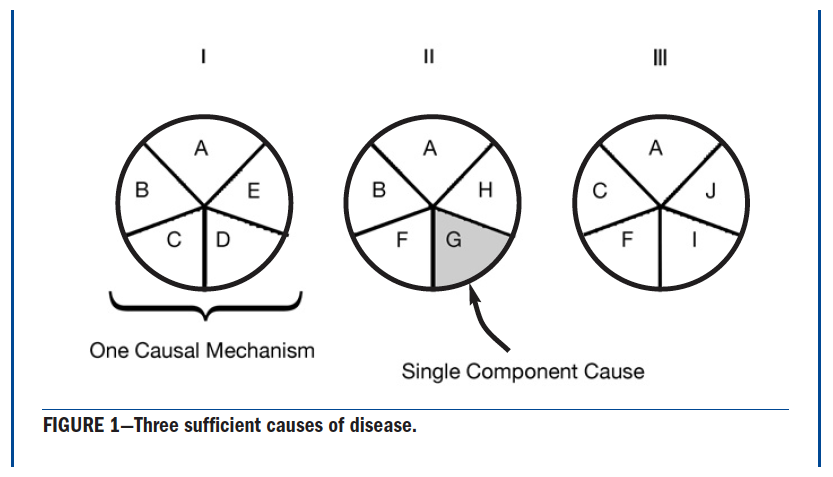 I II III
A A A
B E B H C J
C D F G F I
One Causal Mechanism
Single Component Cause
FIGURE 1–Three sufficient causes of disease.